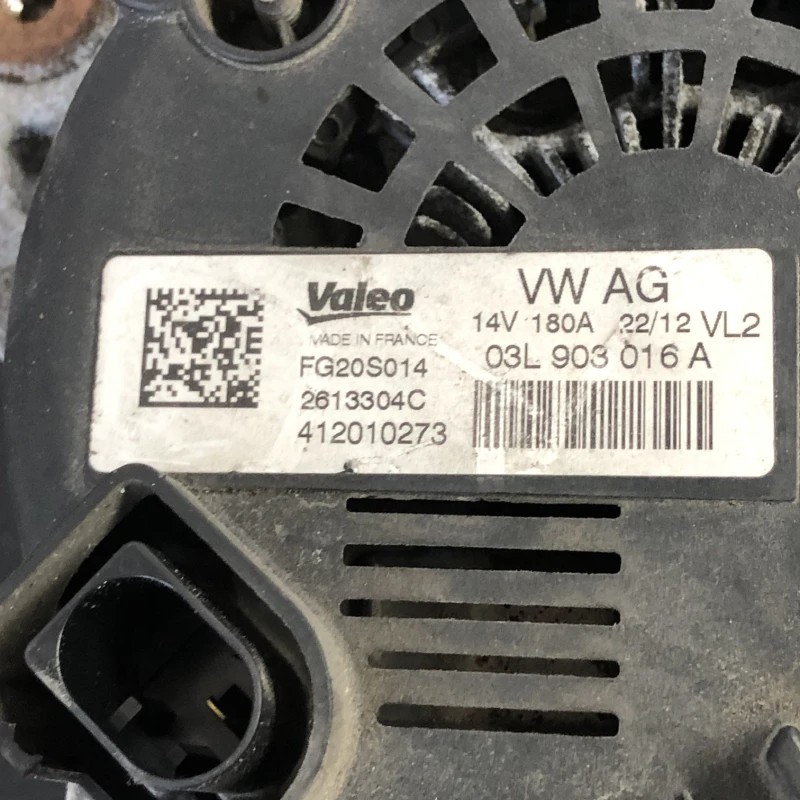 Valeo
MADE IN FRANCE
FG20S014
2613304C
412010273
VW AG
14V 180A 22/12 VL2
03L 903 016 A